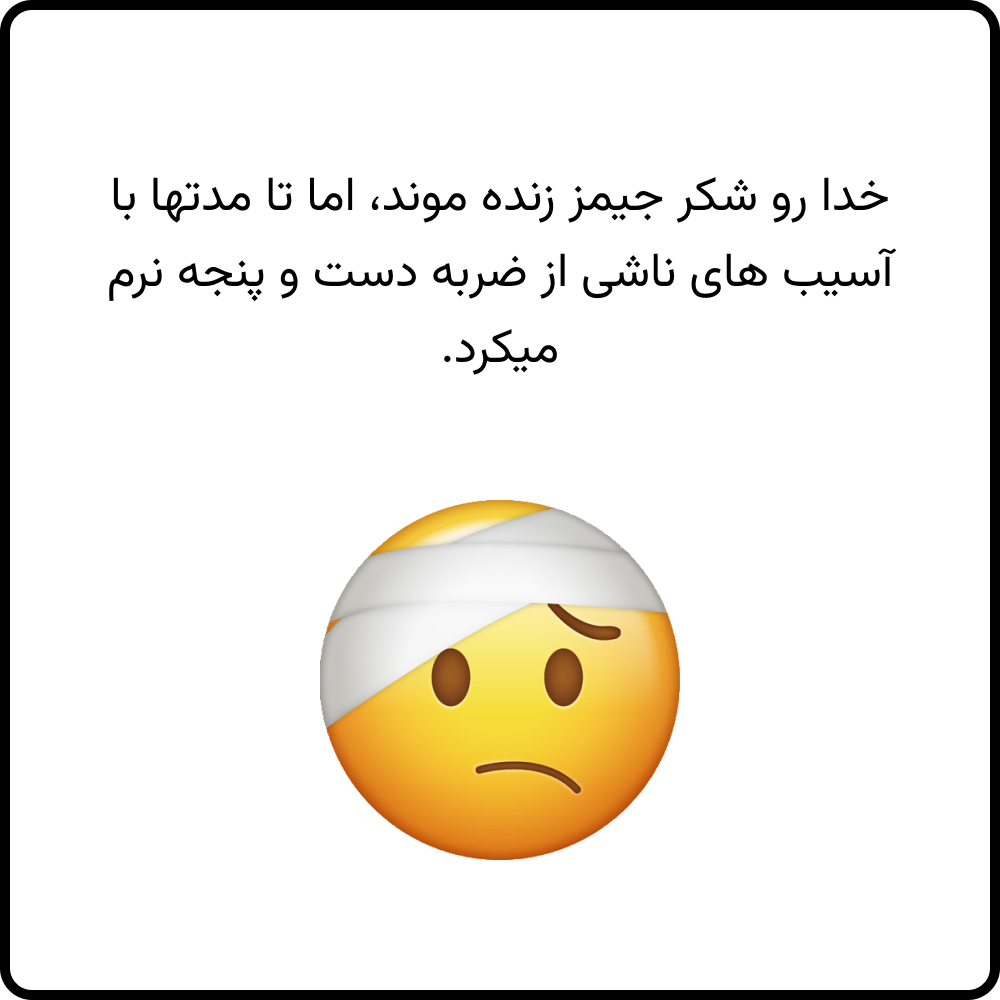 خدا رو شکر جیمز زنده موند، اما تا مدتها با
آسیب های ناشی از ضربه دست و پنجه نرم
میکرد.